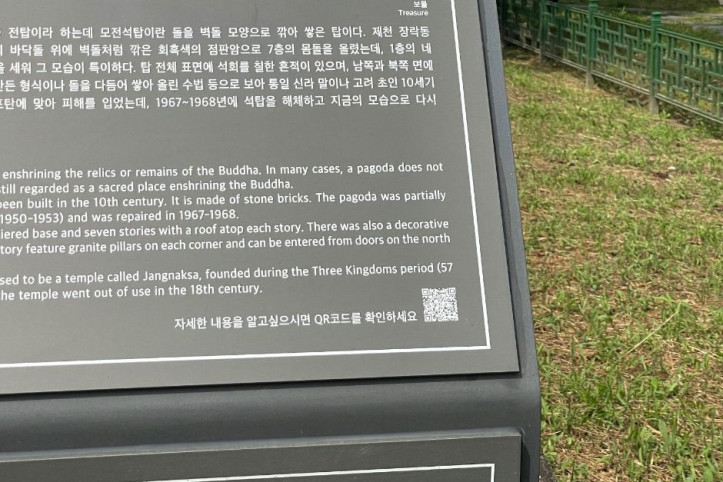 보물
Treasure
전탑이라 하는데 모전석탑이란 돌을 벽돌 모양으로 깎아 쌓은 탑이다. 제천 장락동
바닥돌 위에 벽돌처럼 깎은 회흑색의 점판암으로 7층의 몸돌을 올렸는데, 1층의 네
세워 그 모습이 특이하다. 탑 전체 표면에 석회를 칠한 흔적이 있으며, 남쪽과 북쪽 면에
만든 형식이나 돌을 다듬어 쌓아 올린 수법 등으로 보아 통일 신라 말이나 고려 초인 10세기
포탄에 맞아 피해를 입었는데, 1967~1968년에 석탑을 해체하고 지금의 모습으로 다시
enshrining the relics or remains of the Buddha. In many cases, a pagoda does not
still regarded as a sacred place enshrining the Buddha.
been built in the 10th century. It is made of stone bricks. The pagoda was partially
1950-1953) and was repaired in 1967-1968.
iered base and seven stories with a roof atop each story. There was also a decorative
tory feature granite pillars on each corner and can be entered from doors on the north
sed to be a temple called Jangnaksa, founded during the Three Kingdoms period (57
the temple went out of use in the 18th century.
자세한 내용을 알고싶으시면 QR코드를 확인하세요